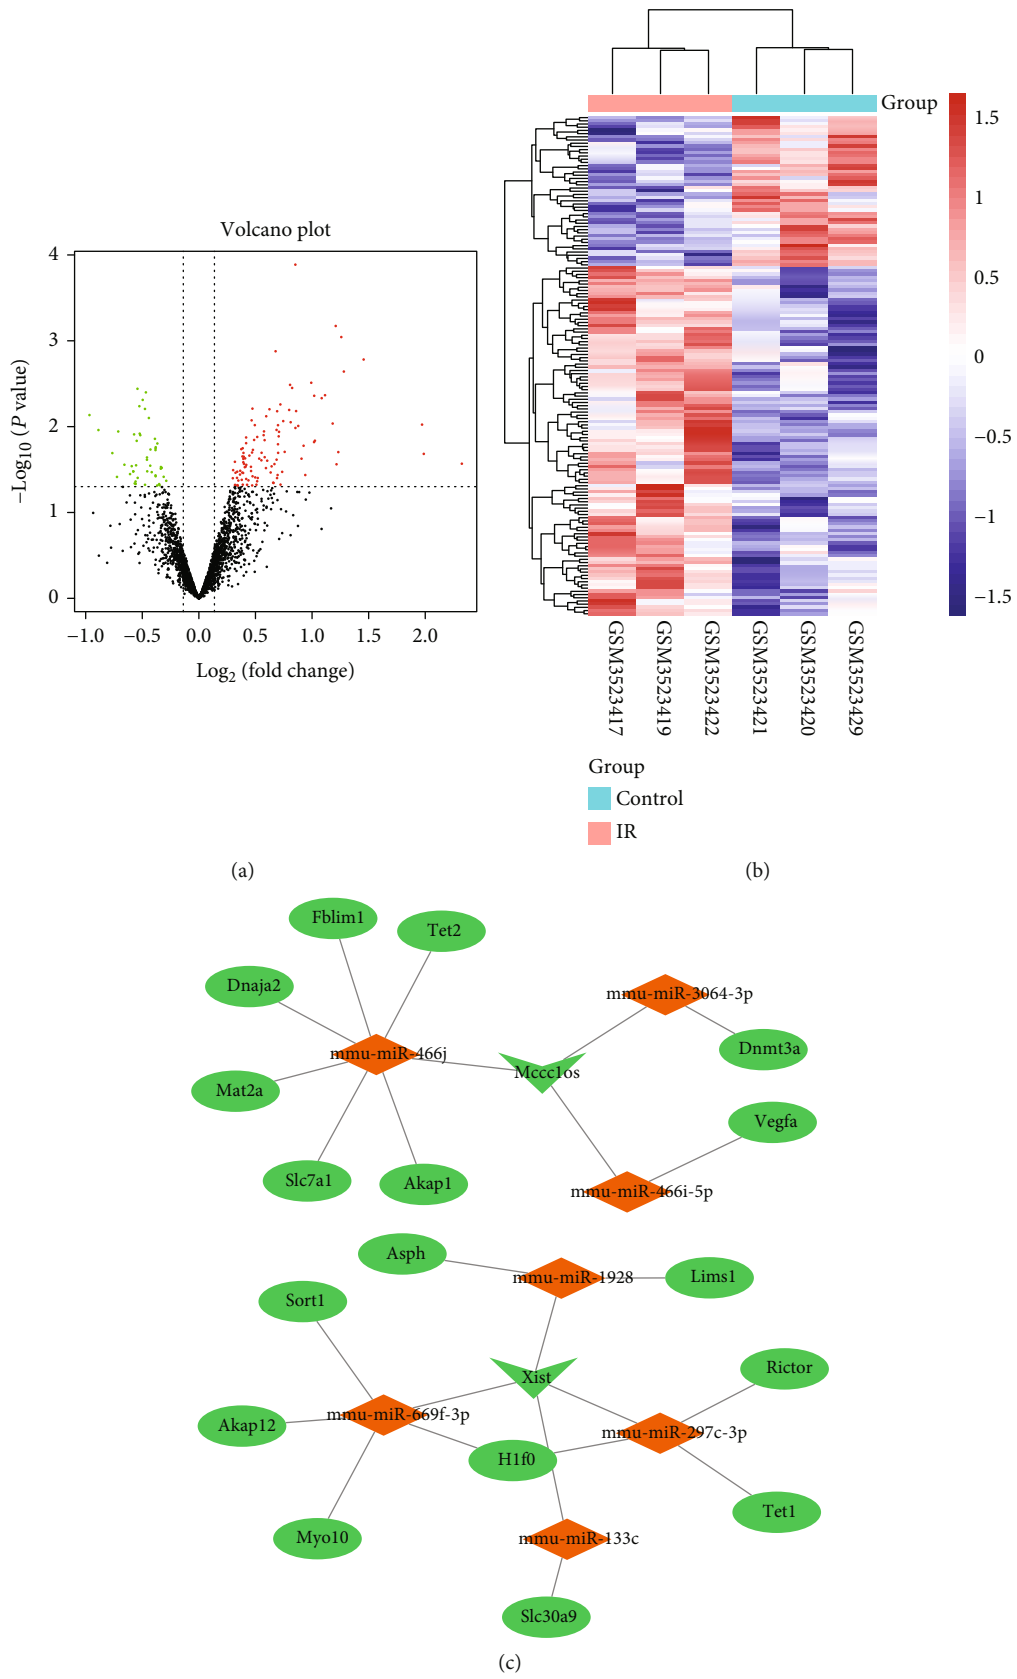 Volcano plot
4
3
2
1
0
−Log10 (P value)
−1.0 −0.5 0.0 0.5 1.0 1.5 2.0
Log2 (fold change)
(a)
Group
1.5
1
0.5
0
−0.5
−1
−1.5
GSM3523417
GSM3523419
GSM3523422
GSM3523421
GSM3523420
GSM3523429
Group
Control
IR
(b)
Fblim1
Tet2
Dnaja2
mmu-miR-3064-3p
mmu-miR-466j
Dnmt3a
Mccc1os
Mat2a
Vegfa
Slc7a1
Akap1
mmu-miR-466i-5p
Asph
mmu-miR-1928
Lims1
Sort1
Xist
Rictor
mmu-miR-669f-3p
Akap12
mmu-miR-297c-3p
H1f0
Tet1
Myo10
mmu-miR-133c
Slc30a9
(c)